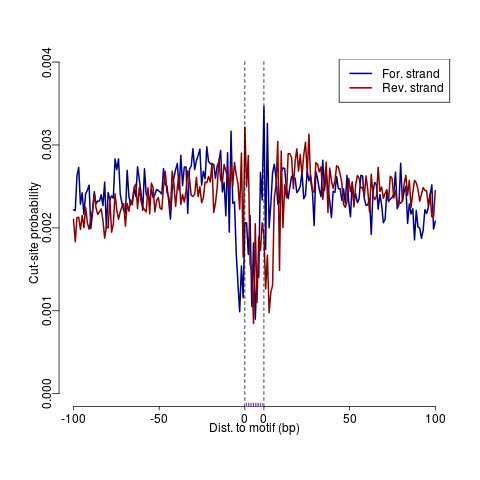 0.004
For. strand
Rev. strand
0.003
Cut-site probability
0.002
0.001
0.000
-100 -50 0 0 50 100
Dist. to motif (bp)